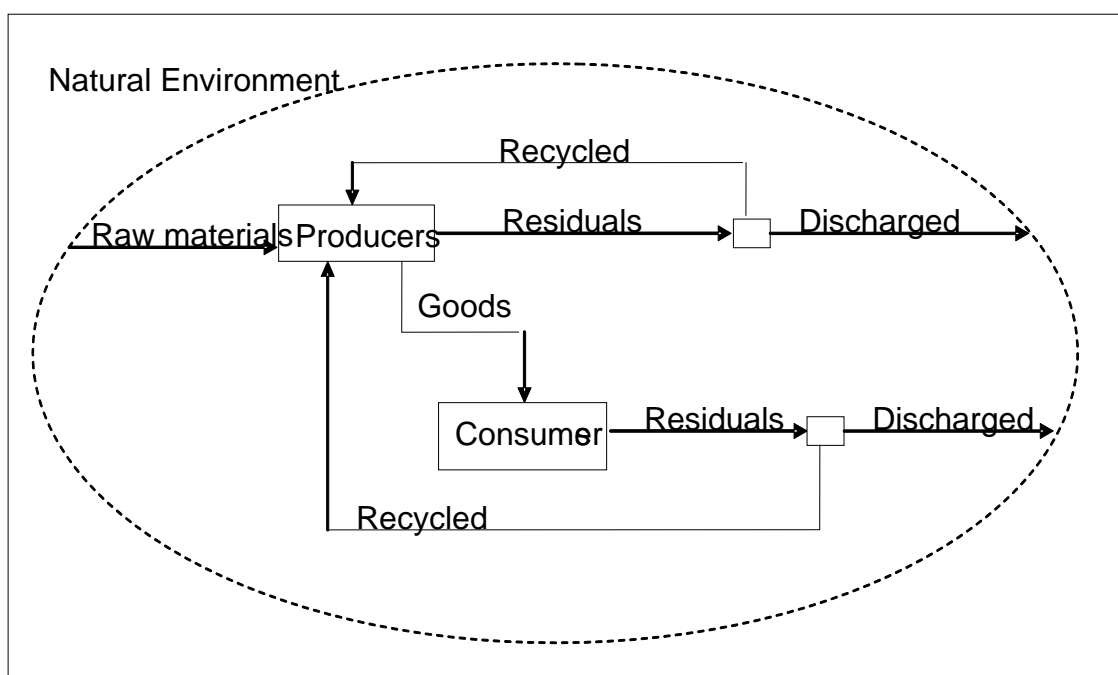 Natural Environment
Recycled
Raw materials
Producers
Residuals
Discharged
Goods
Consumer
Residuals
Discharged
Recycled